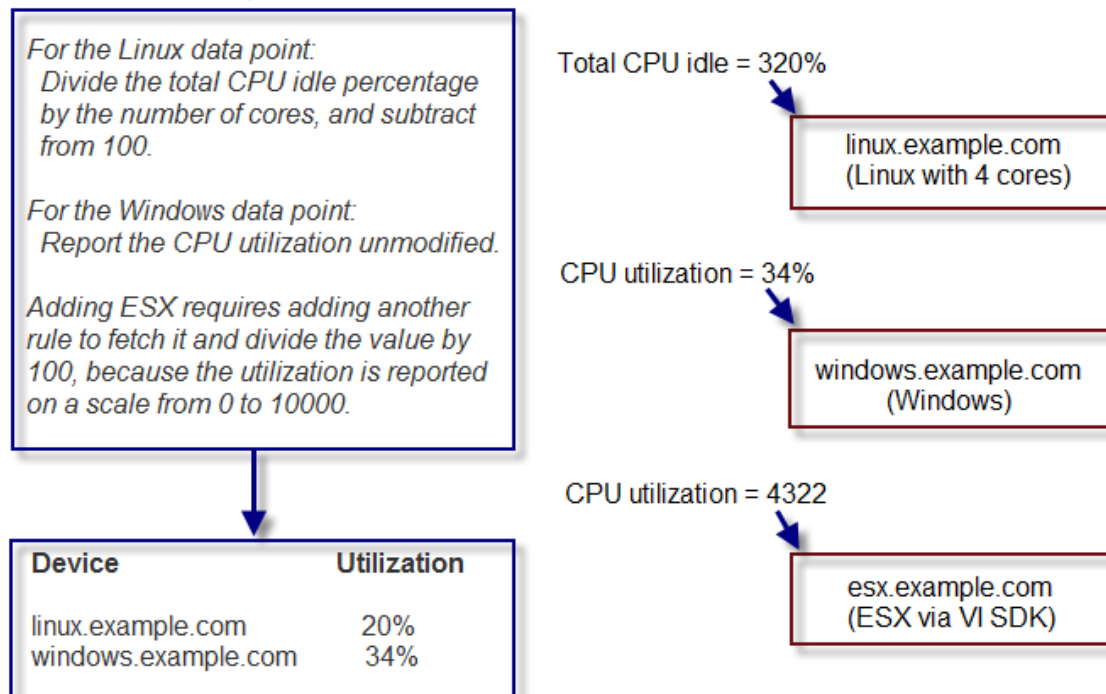 For the Linux data point:
Divide the total CPU idle percentage
by the number of cores, and subtract
from 100.
For the Windows data point:
Report the CPU utilization unmodified.
Adding ESX requires adding another
rule to fetch it and divide the value by
100, because the utilization is reported
on a scale from 0 to 10000.
Device Utilization
linux.example.com 20%
windows.example.com 34%
Total CPU idle = 320%
linux.example.com
(Linux with 4 cores)
CPU utilization = 34%
windows.example.com
(Windows)
CPU utilization = 4322
esx.example.com
(ESX via VI SDK)